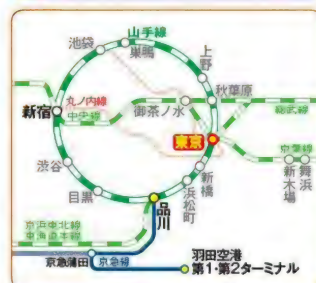 山手線
池袋
巣鴨
上野
秋葉原
新宿
丸ノ内線
中央線
御茶ノ水
総武線
東京
京葉線
渋谷
新橋
新木場
舞浜
目黒
浜松町
品川
京浜東北線
東海道本線
京急蒲田
京急線
羽田空港
第1・第2ターミナル